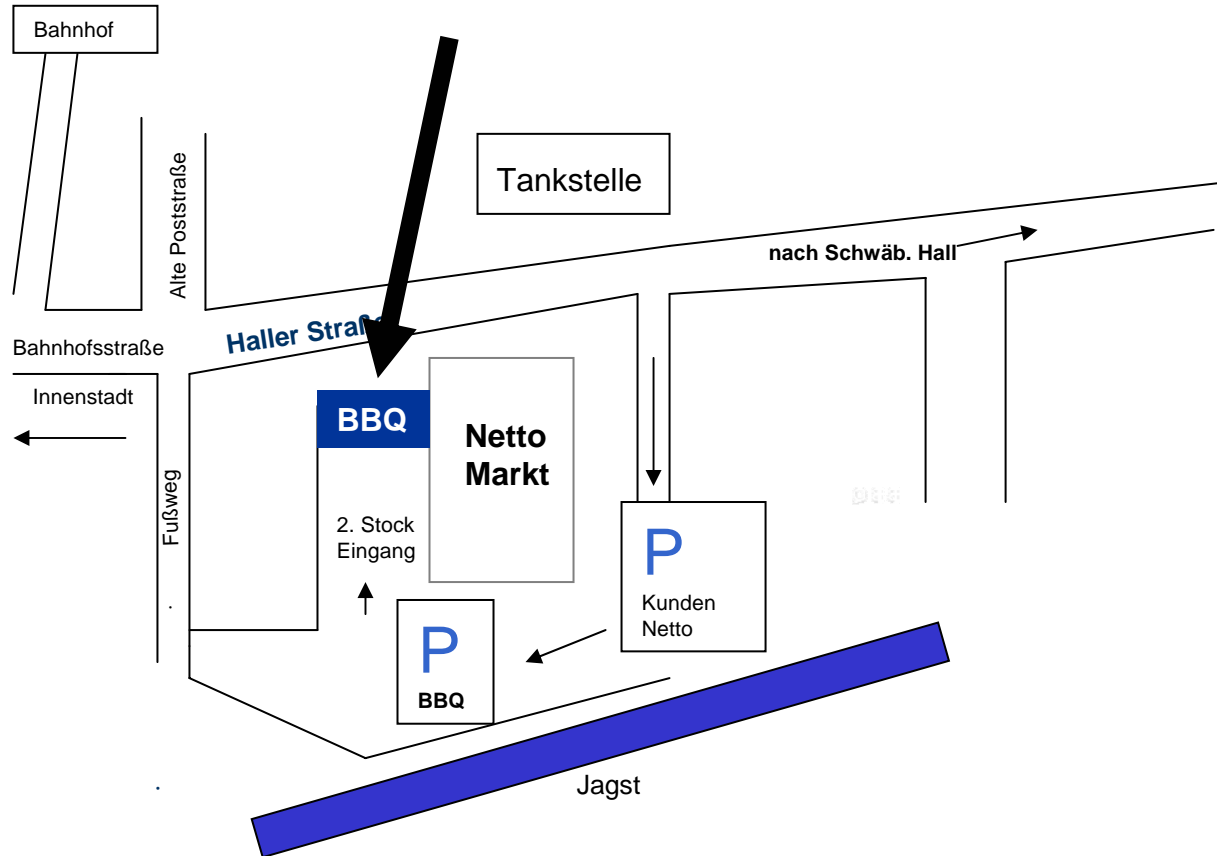 Bahnhof
Alte Poststraße
Tankstelle
nach Schwäb. Hall
Haller Straße
Bahnhofsstraße
Innenstadt
BBQ
Netto
Markt
Fußweg
2. Stock
Eingang
P
Kunden
Netto
P
BBQ
Jagst